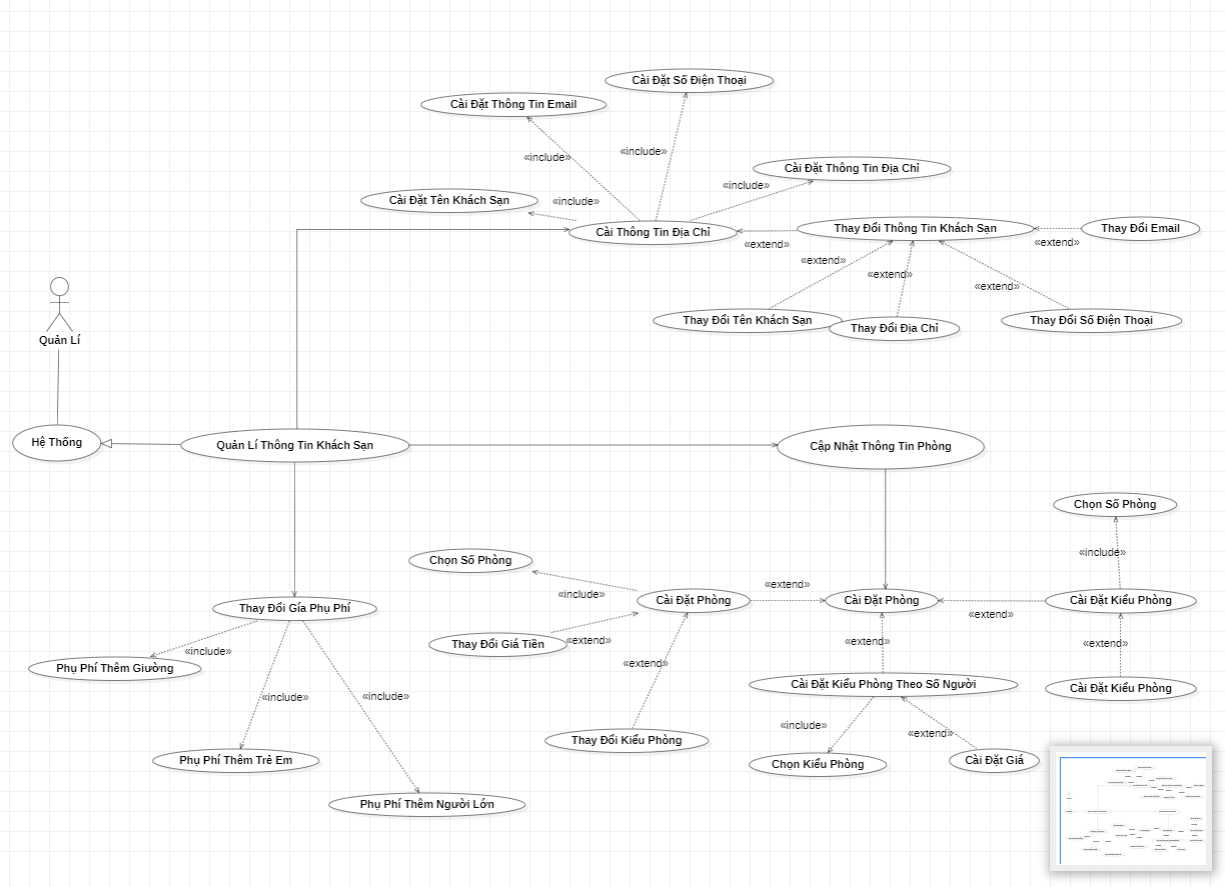 Cài Đặt Số Điện Thoại
Cài Đặt Thông Tin Email
«include»
«include»
Cài Đặt Thông Tin Địa Chỉ
«include»
Cài Đặt Tên Khách Sạn
«include»
Cài Thông Tin Địa Chỉ
Thay Đổi Thông Tin Khách Sạn
Thay Đổi Email
«extend»
«extend»
«extend»
«extend»
«extend»
Thay Đổi Tên Khách Sạn
Thay Đổi Địa Chỉ
Thay Đổi Số Điện Thoại
Quản Lí
Hệ Thống
Quản Lí Thông Tin Khách Sạn
Cập Nhật Thông Tin Phòng
Chọn Số Phòng
«include»
Chọn Số Phòng
«include»
«extend»
Cài Đặt Phòng
Cài Đặt Phòng
Cài Đặt Kiểu Phòng
«extend»
Thay Đổi Gía Phụ Phí
Thay Đổi Giá Tiền
«extend»
«extend»
«extend»
«include»
«extend»
Phụ Phí Thêm Giường
Cài Đặt Kiểu Phòng Theo Số Người
Cài Đặt Kiểu Phòng
«include»
«include»
«include»
«extend»
Thay Đổi Kiểu Phòng
Phụ Phí Thêm Trẻ Em
Chọn Kiểu Phòng
Cài Đặt Giá
Phụ Phí Thêm Người Lớn